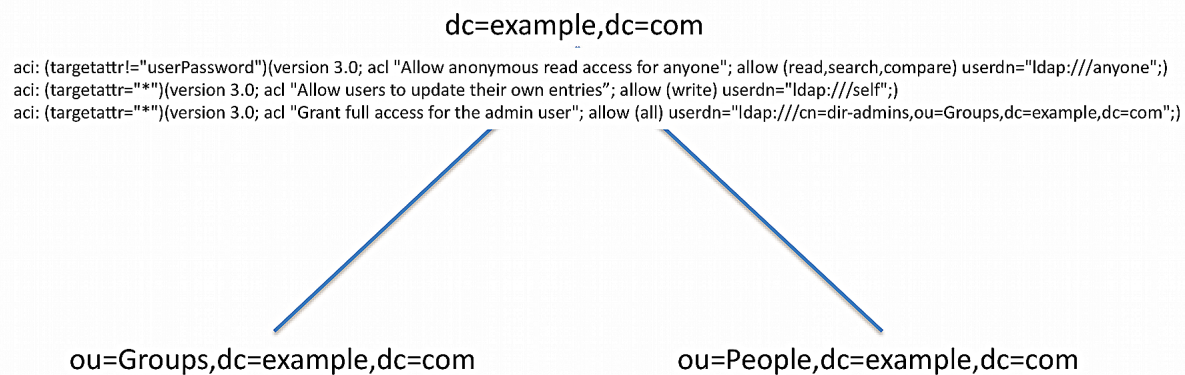 dc=example,dc=com
aci: (targetattr!="userPassword")(version 3.0; acl "Allow anonymous read access for anyone"; allow (read,search,compare) userdn="ldap:///anyone";)
aci: (targetattr="*")(version 3.0; acl "Allow users to update their own entries”; allow (write) userdn="ldap:///self";)
aci: (targetattr="*")(version 3.0; acl "Grant full access for the admin user"; allow (all) userdn="ldap:///cn=dir-admins,ou=Groups,dc=example,dc=com";)
ou=Groups,dc=example,dc=com
ou=People,dc=example,dc=com